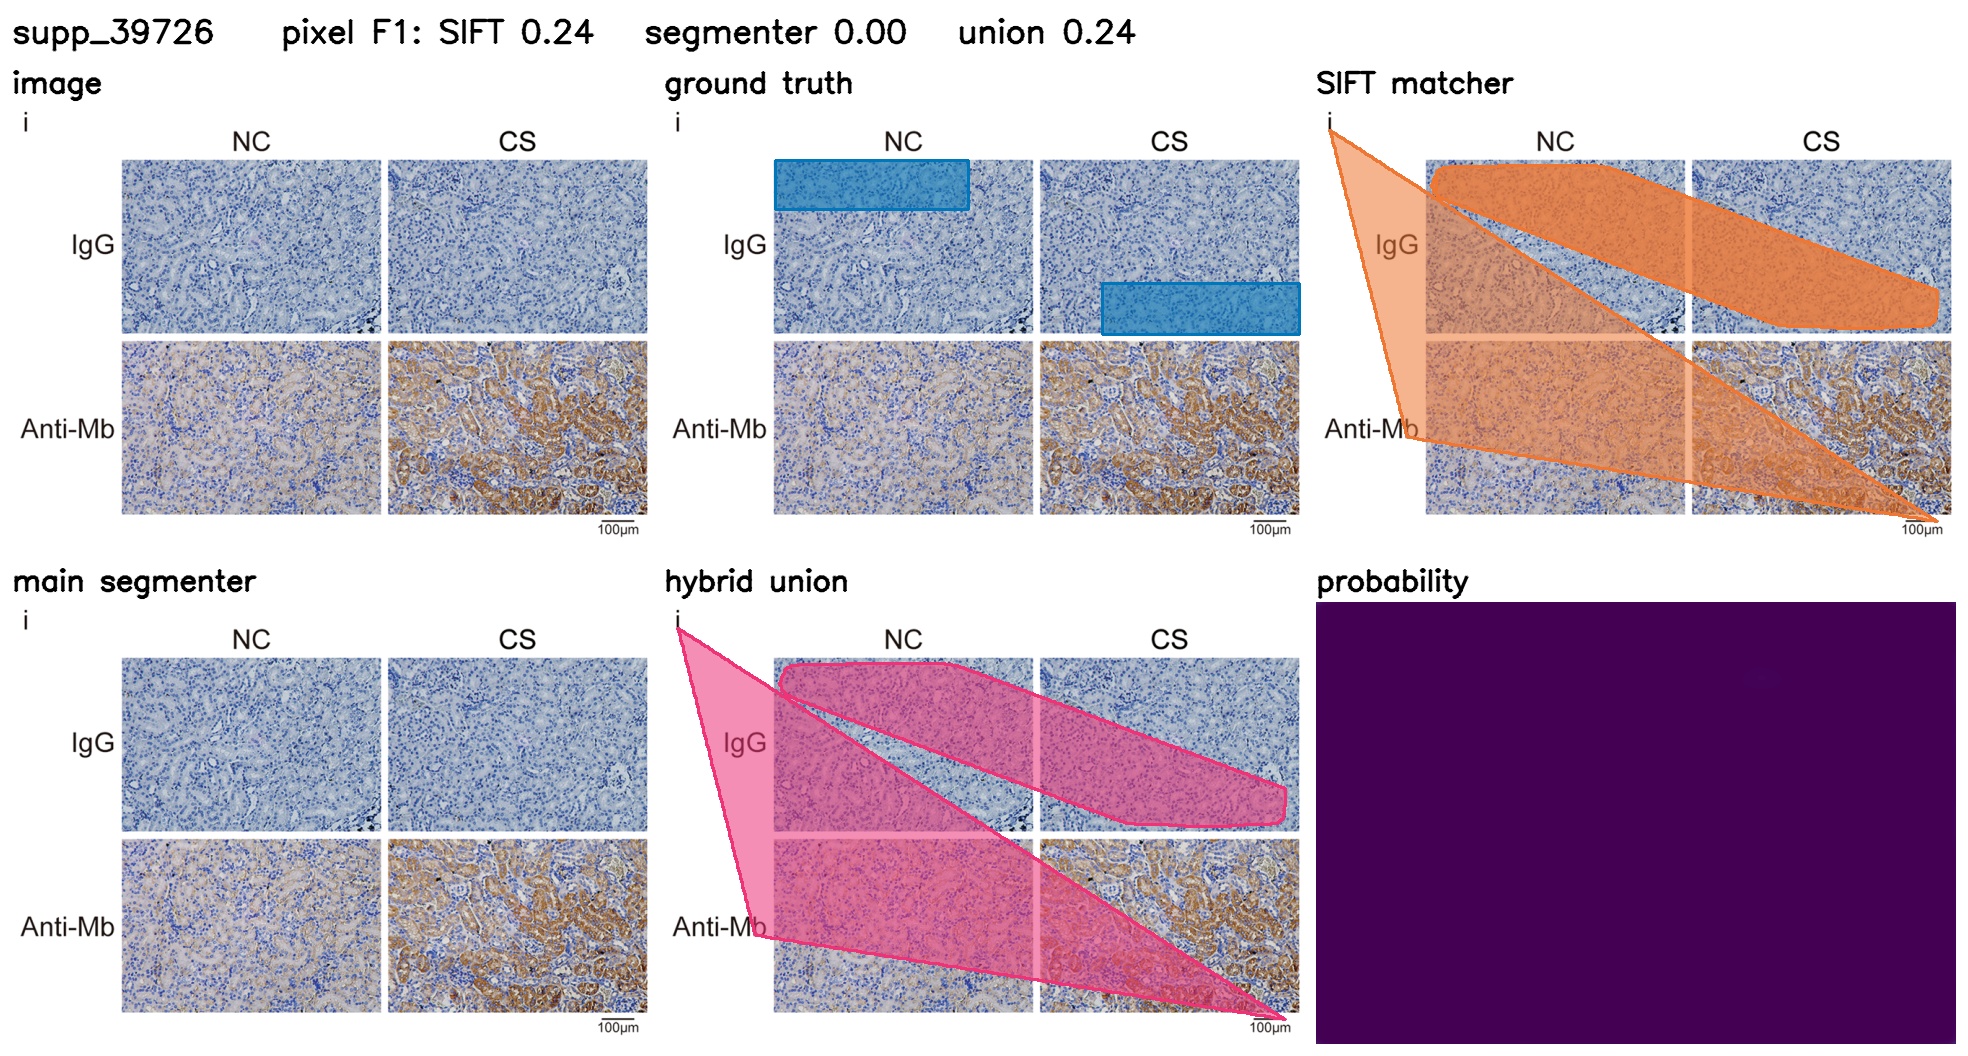 supp_39726 pixel F1: SIFT 0.24 segmenter 0.00 union 0.24
image ground truth SIFT matcher
i i i
NC CS NC CS NC CS
IgG IgG IgG
Anti-Mb Anti-Mb Anti-Mb
100µm 100µm 100µm
main segmenter hybrid union probability
i i
NC CS NC CS
IgG IgG
Anti-Mb Anti-Mb
100µm 100µm